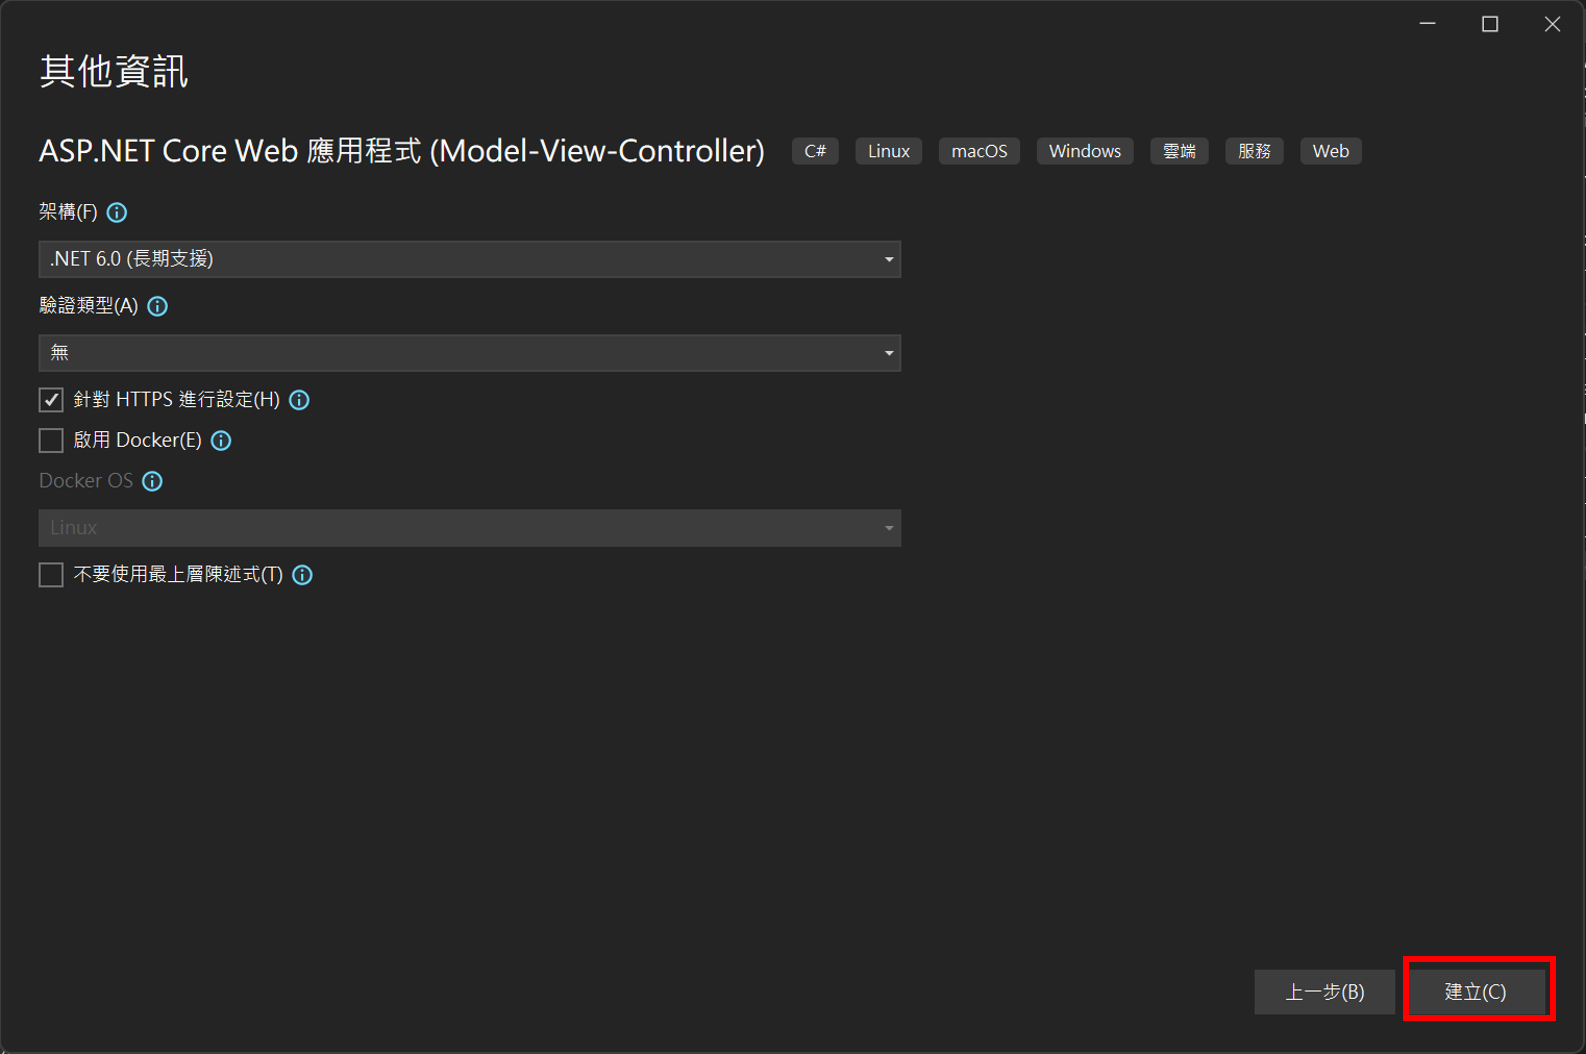 其他資訊
ASP.NET Core Web 應用程式 (Model-View-Controller) C# Linux macOS Windows 雲端 服務 Web
架構(F)
.NET 6.0 (長期支援)
驗證類型(A)
無
針對 HTTPS 進行設定(H)
啟用 Docker(E)
Docker OS
Linux
不要使用最上層陳述式(T)
上一步(B) 建立(C)